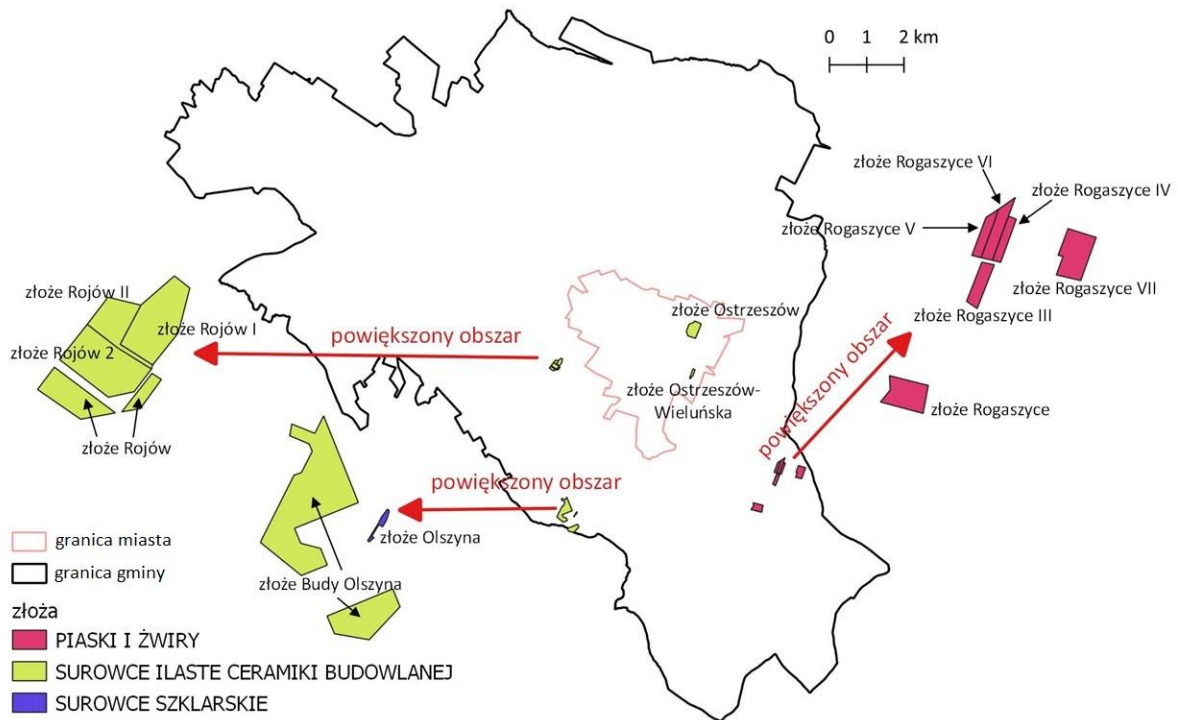 0 1 2 km
złoże Rogaszyce VI
złoże Rogaszyce IV
złoże Rogaszyce V
złoże Rogaszyce VII
złoże Rogaszyce III
złoże Rojów II
złoże Rojów I
złoże Rojów 2
złoże Rojów
powiększony obszar
złoże Ostrzeszów
złoże Ostrzeszów-
Wieluńska
powiększony obszar
złoże Rogaszyce
powiększony obszar
złoże Olszyna
złoże Budy Olszyna
granica miasta
granica gminy
złoża
PIASKI I ŻWIRY
SUROWCE ILASTE CERAMIKI BUDOWLANEJ
SUROWCE SZKLARSKIE